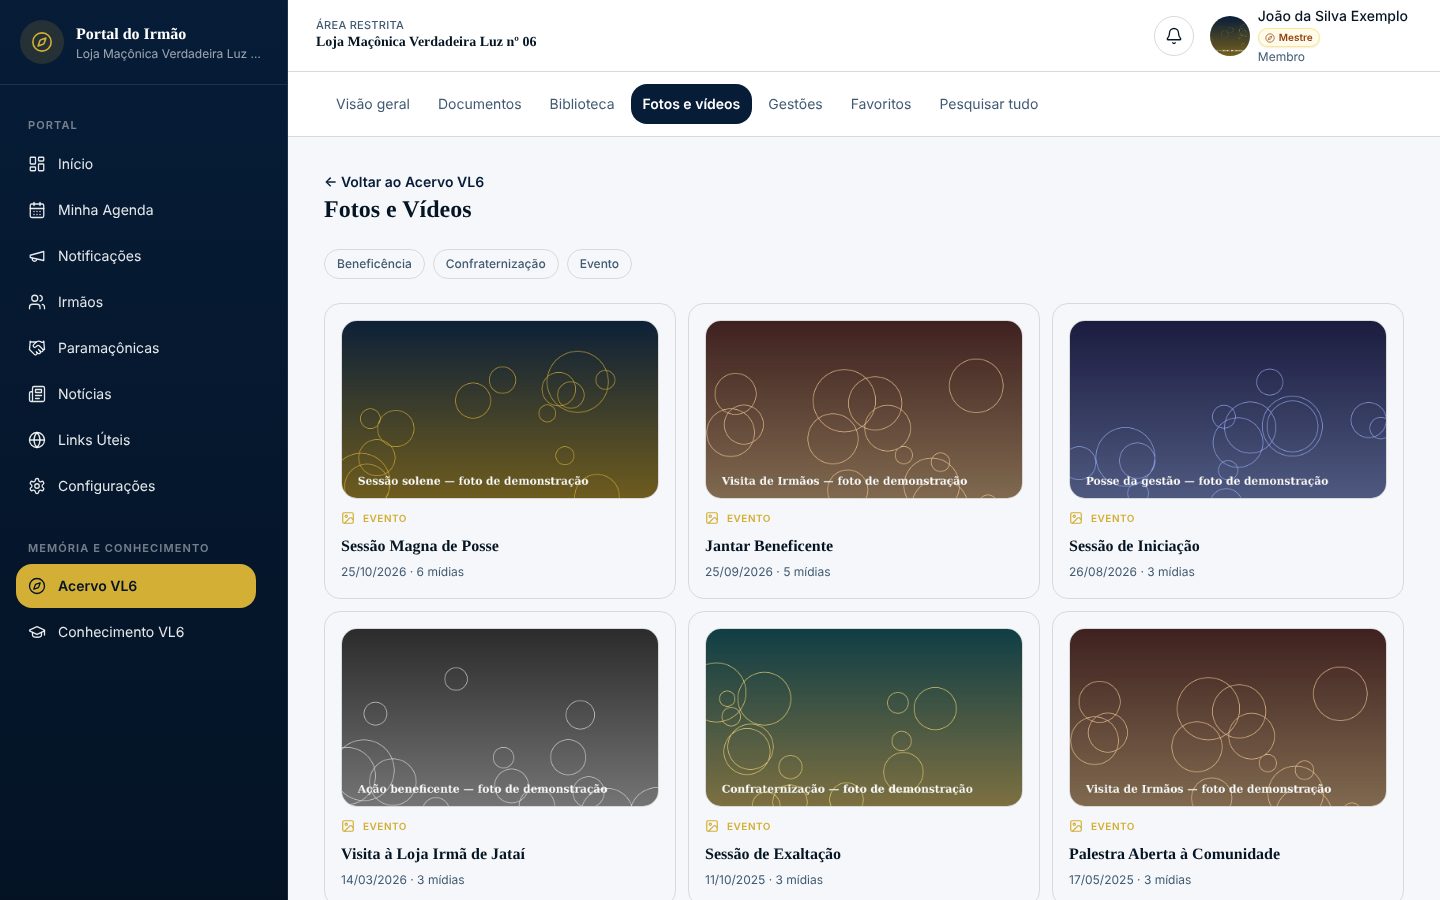 Portal do Irmão
Loja Maçônica Verdadeira Luz ...
PORTAL
Início
Minha Agenda
Notificações
Irmãos
Paramaçônicas
Notícias
Links Úteis
Configurações
MEMÓRIA E CONHECIMENTO
Acervo VL6
Conhecimento VL6
ÁREA RESTRITA
Loja Maçônica Verdadeira Luz nº 06
João da Silva Exemplo
Mestre
Membro
Visão geral
Documentos
Biblioteca
Fotos e vídeos
Gestões
Favoritos
Pesquisar tudo
← Voltar ao Acervo VL6
Fotos e Vídeos
Beneficência
Confraternização
Evento
Sessão solene — foto de demonstração
EVENTO
Sessão Magna de Posse
25/10/2026 · 6 mídias
Visita de Irmãos — foto de demonstração
EVENTO
Jantar Beneficente
25/09/2026 · 5 mídias
Posse da gestão — foto de demonstração
EVENTO
Sessão de Iniciação
26/08/2026 · 3 mídias
Ação beneficente — foto de demonstração
EVENTO
Visita à Loja Irmã de Jataí
14/03/2026 · 3 mídias
Confraternização — foto de demonstração
EVENTO
Sessão de Exaltação
11/10/2025 · 3 mídias
Visita de Irmãos — foto de demonstração
EVENTO
Palestra Aberta à Comunidade
17/05/2025 · 3 mídias